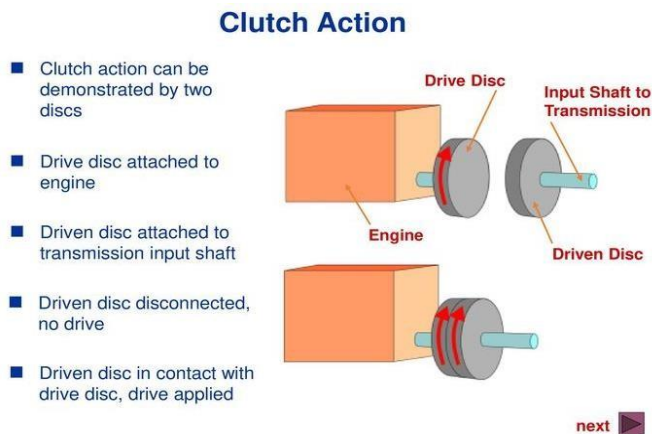 Clutch Action
Clutch action can be
demonstrated by two
discs
Drive disc attached to
engine
Driven disc attached to
transmission input shaft
Driven disc disconnected,
no drive
Driven disc in contact with
drive disc, drive applied
Drive Disc
Input Shaft to
Transmission
Engine
Driven Disc
next